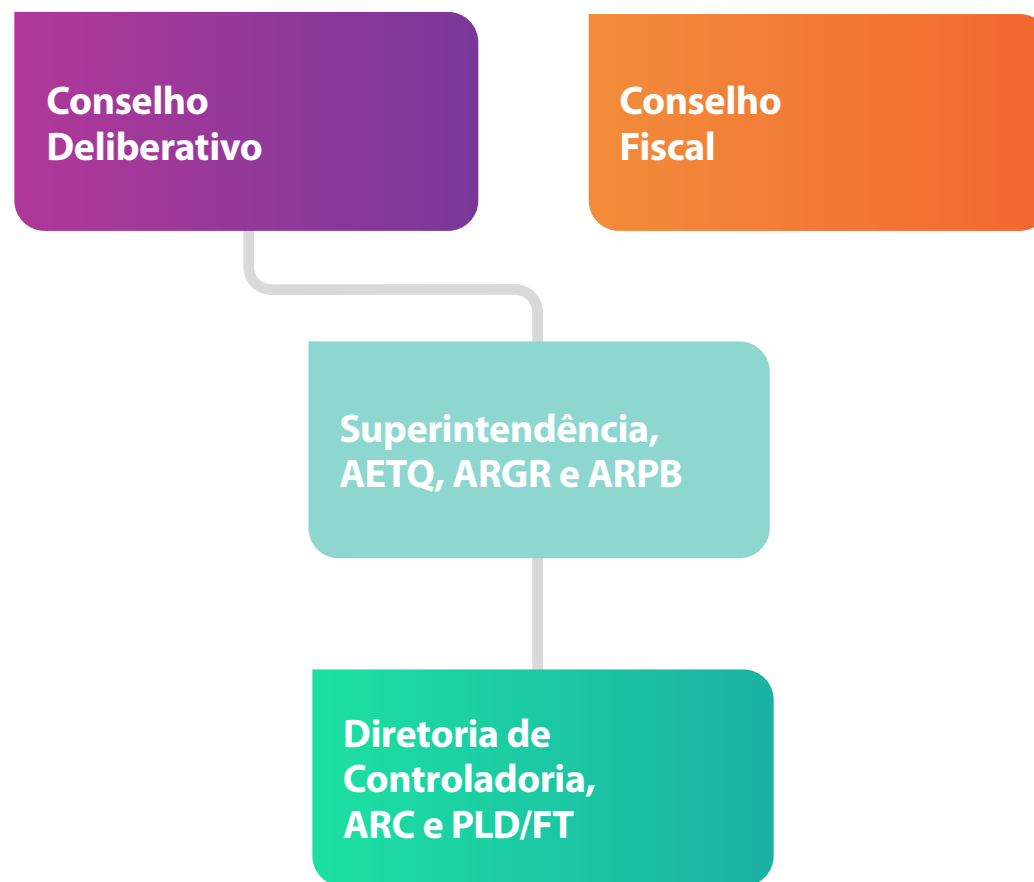 Conselho
Deliberativo
Conselho
Fiscal
Superintendência,
AETQ, ARGR e ARPB
Diretoria de
Controladoria,
ARC e PLD/FT